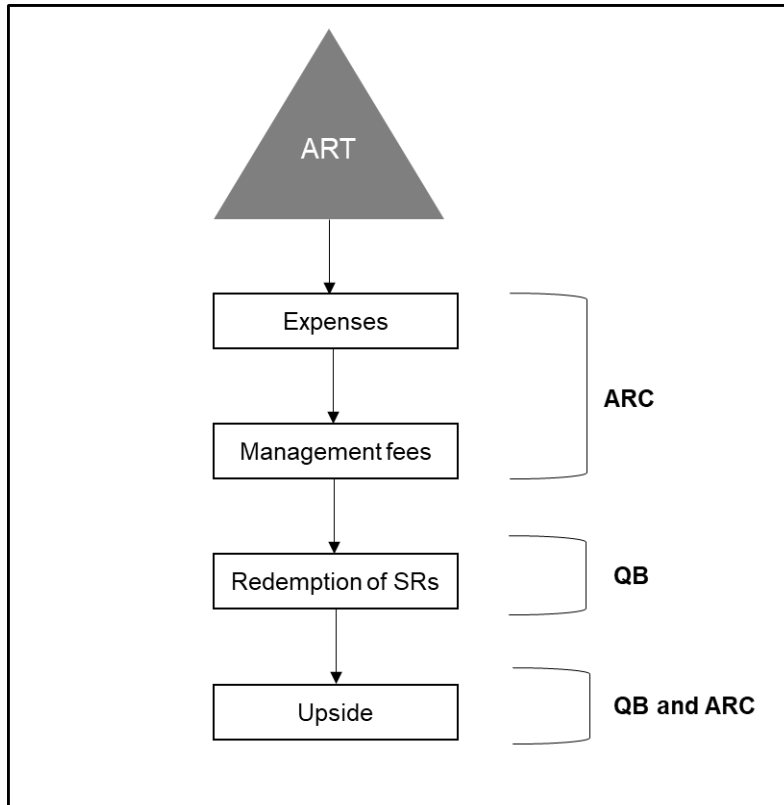 ART
Expenses
ARC
Management fees
Redemption of SRs
QB
Upside
QB and ARC